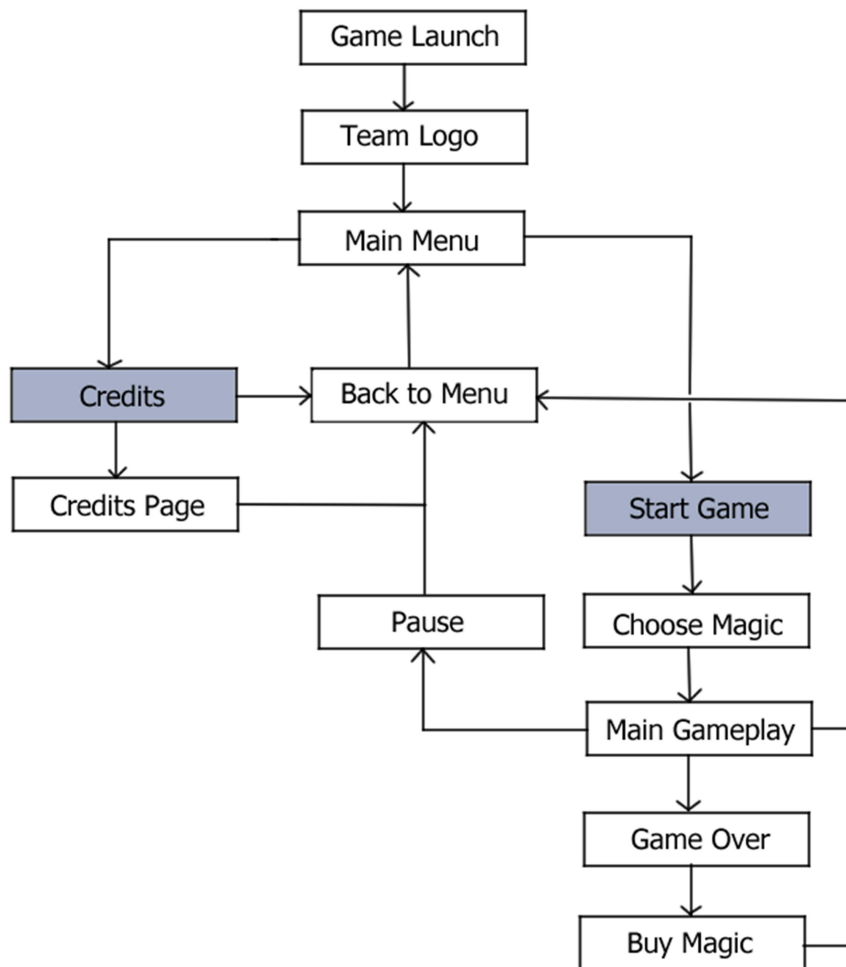 Game Launch
Team Logo
Main Menu
Credits
Back to Menu
Credits Page
Start Game
Pause
Choose Magic
Main Gameplay
Game Over
Buy Magic